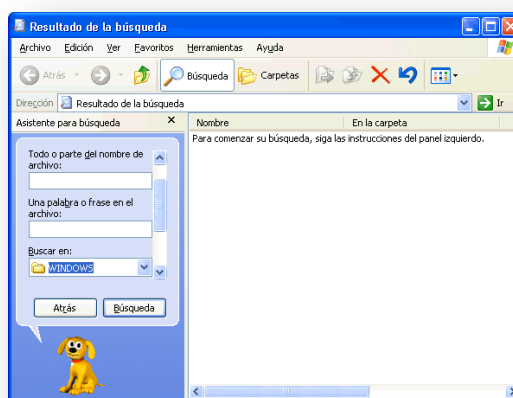 Resultado de la búsqueda
Archivo Edición Ver Favoritos Herramientas Ayuda
Atrás Búsqueda Carpetas
Dirección Resultado de la búsqueda Ir
Asistente para búsqueda Nombre En la carpeta
Para comenzar su búsqueda, siga las instrucciones del panel izquierdo.
Todo o parte del nombre de
archivo:
Una palabra o frase en el
archivo:
Buscar en:
WINDOWS
Atrás Búsqueda